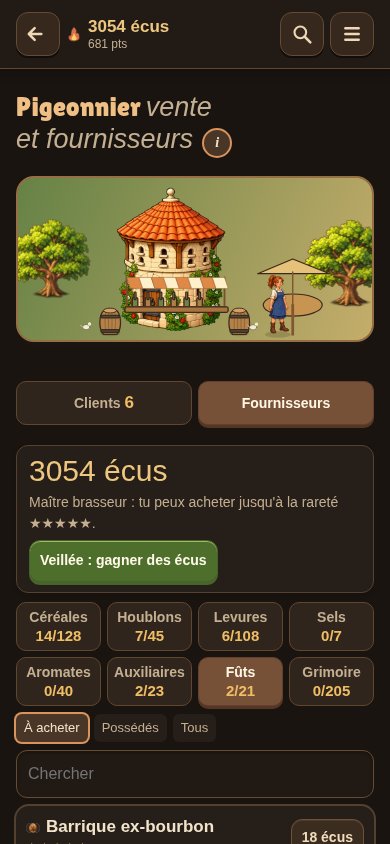 3054 écus
681 pts
Pigeonnier vente
et fournisseurs i
Clients 6
Fournisseurs
3054 écus
Maître brasseur : tu peux acheter jusqu'à la rareté
★★★★★.
Veillée : gagner des écus
Céréales
14/128
Houblons
7/45
Levures
6/108
Sels
0/7
Aromates
0/40
Auxiliaires
2/23
Fûts
2/21
Grimoire
0/205
À acheter
Possédés
Tous
Chercher
Barrique ex-bourbon
18 écus